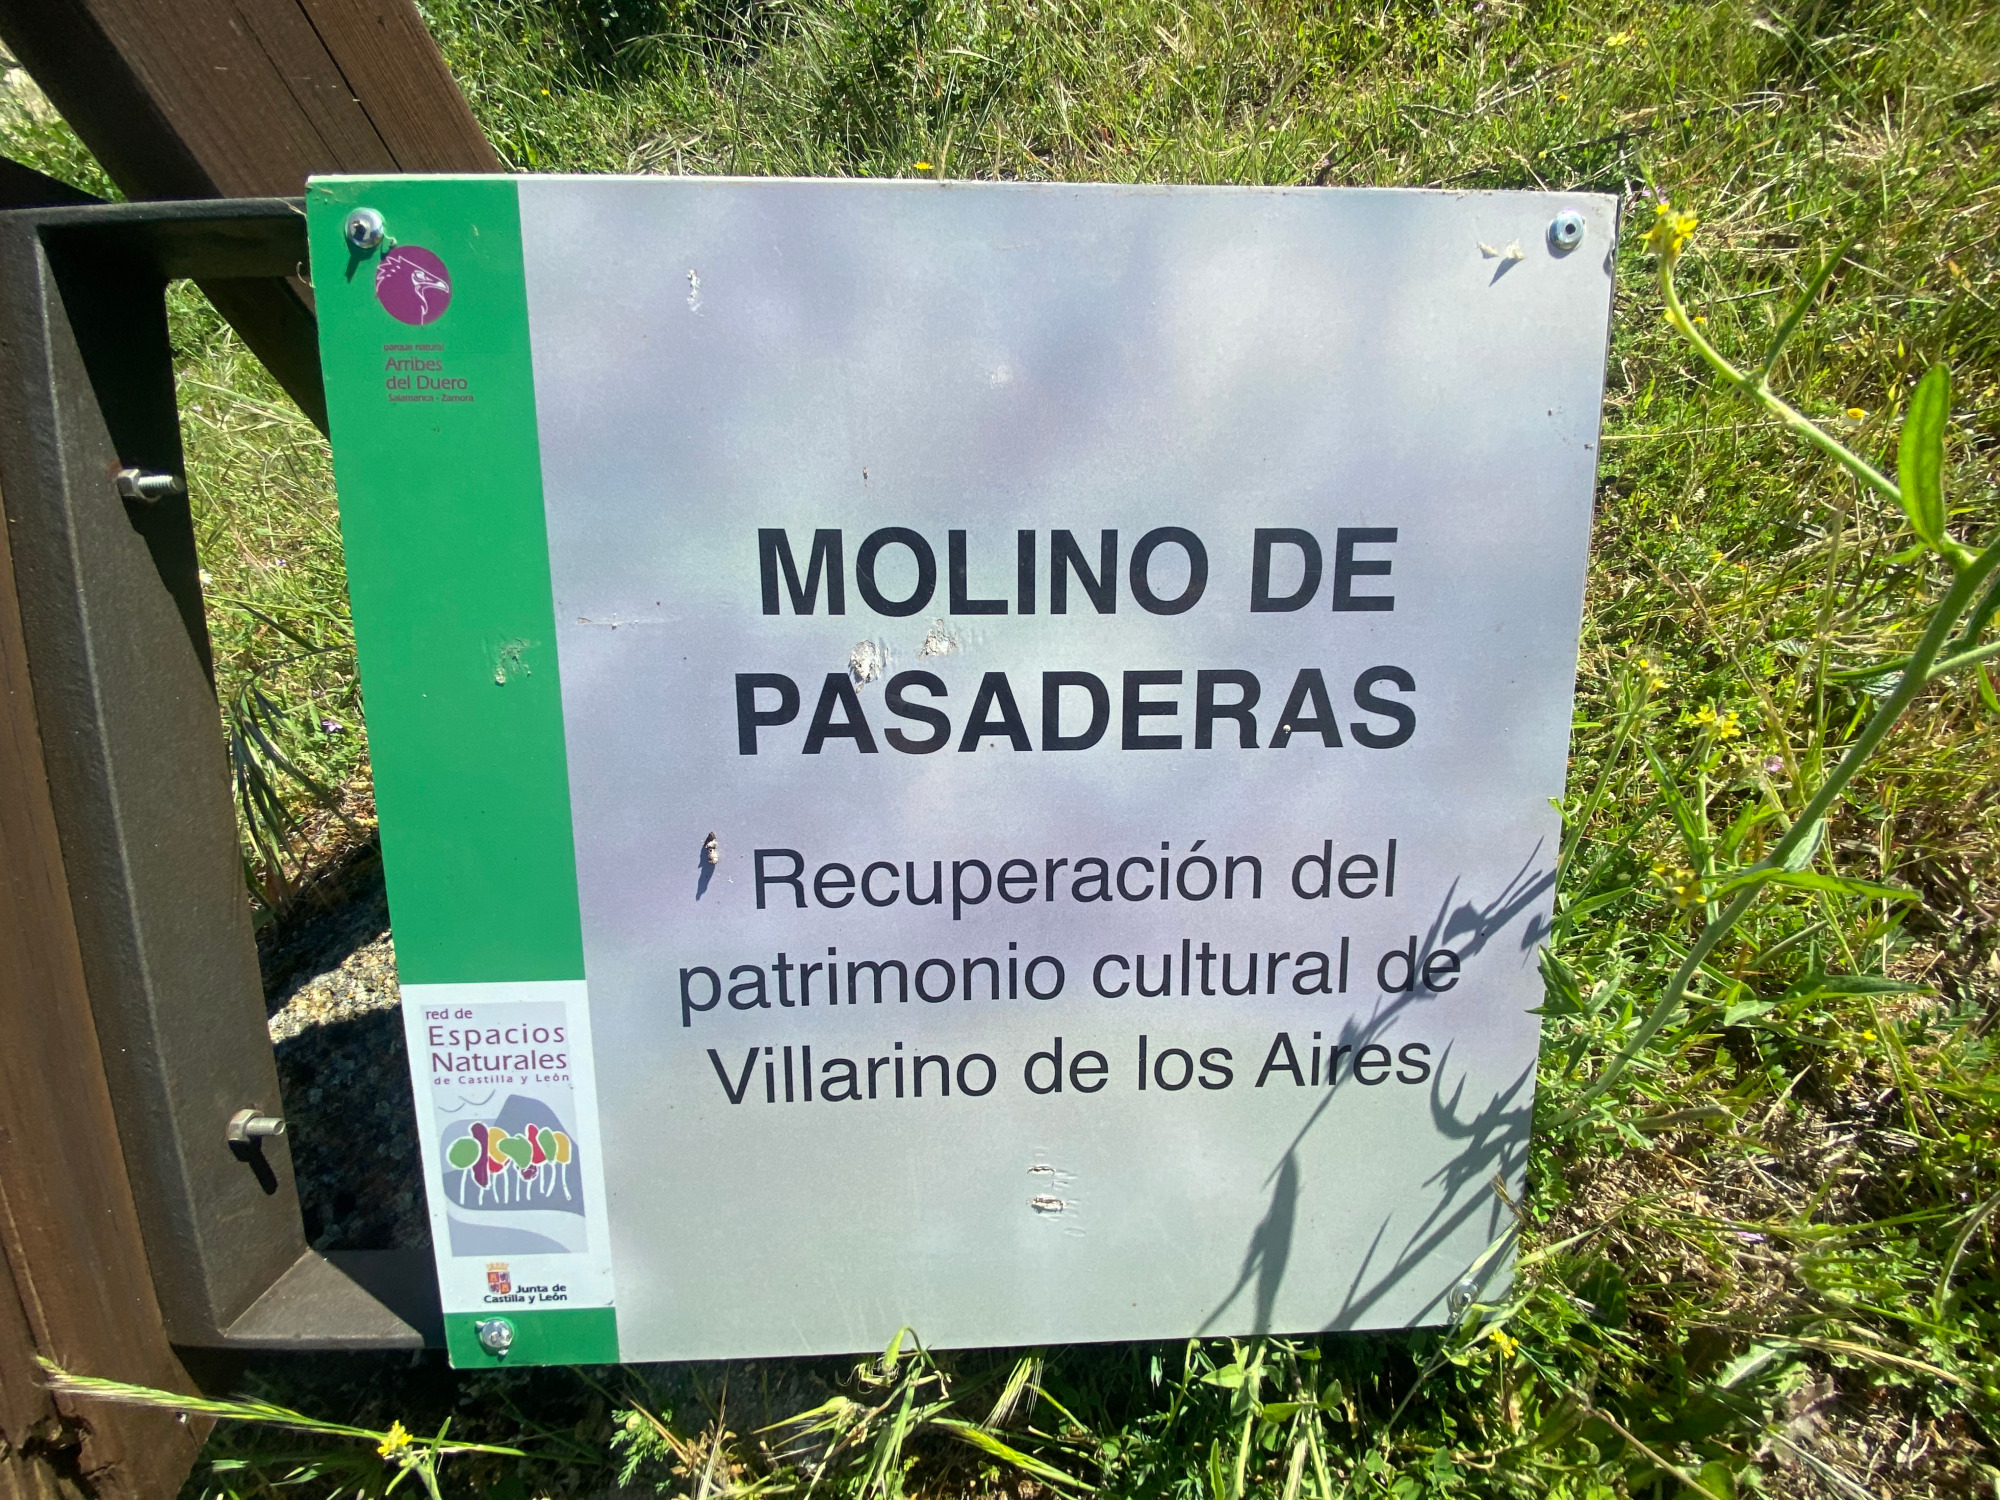 parque natural
Arribes
del Duero
Salamanca - Zamora
MOLINO DE
PASADERAS
Recuperación del
patrimonio cultural de
Villarino de los Aires
red de
Espacios
Naturales
de Castilla y León
Junta de
Castilla y León